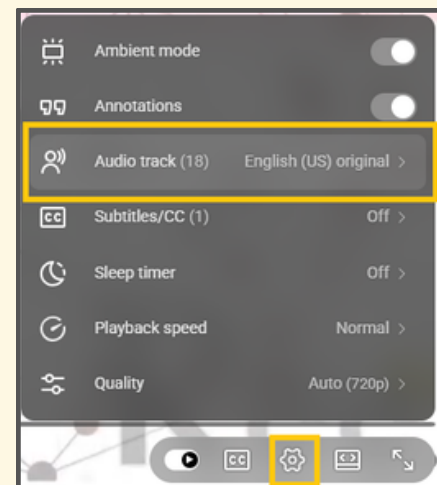 Ambient mode
Annotations
Audio track (18) English (US) original >
Subtitles/CC (1) Off >
Sleep timer Off >
Playback speed Normal >
Quality Auto (720p) >
CC